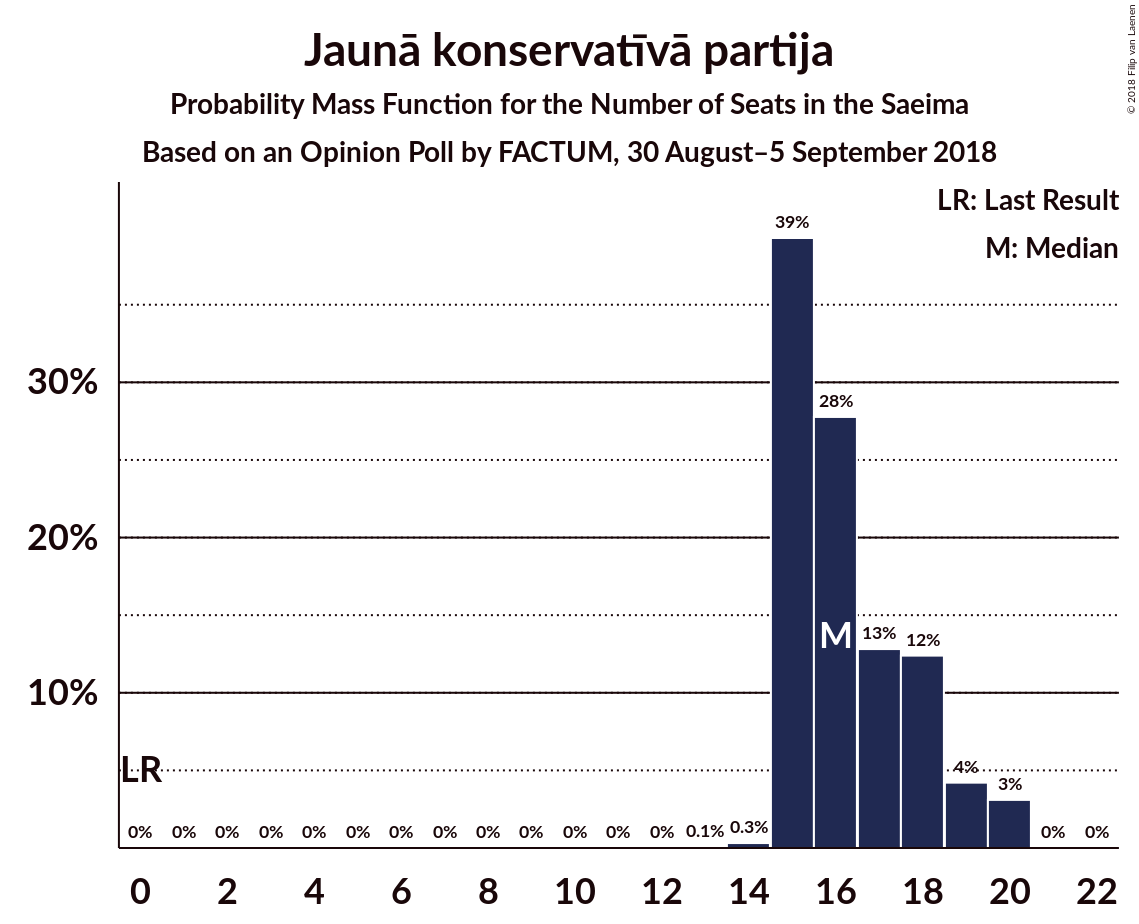 Jaunā konservatīvā partija
Probability Mass Function for the Number of Seats in the Saeima
Based on an Opinion Poll by FACTUM, 30 August–5 September 2018
© 2018 Filip van Laenen
LR: Last Result
M: Median
39%
30%
28%
20%
M
13%
12%
10%
LR
4%
3%
0% 0% 0% 0% 0% 0% 0% 0% 0% 0% 0% 0% 0% 0.1% 0.3% 0% 0%
0 2 4 6 8 10 12 14 16 18 20 22